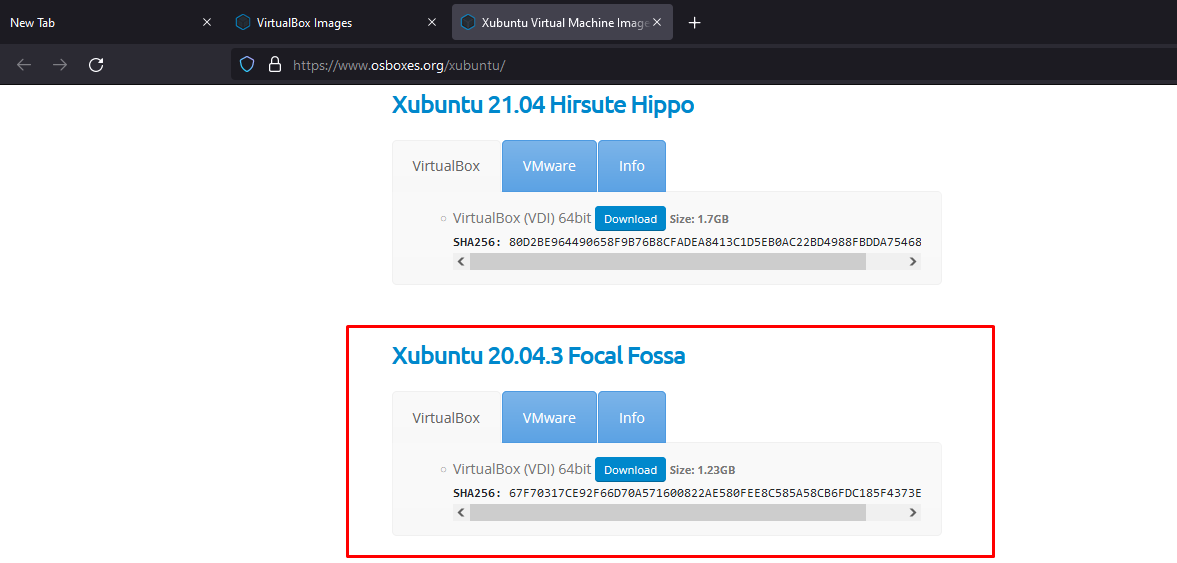 New Tab
VirtualBox Images
Xubuntu Virtual Machine Image
https://www.osboxes.org/xubuntu/
Xubuntu 21.04 Hirsute Hippo
VirtualBox VMware Info
VirtualBox (VDI) 64bit Download Size: 1.7GB
SHA256: 80D2BE964490658F9B76B8CFADEA8413C1D5EB0AC22BD4988FBDDA75468
Xubuntu 20.04.3 Focal Fossa
VirtualBox VMware Info
VirtualBox (VDI) 64bit Download Size: 1.23GB
SHA256: 67F70317CE92F66D70A571600822AE580FEE8C585A58CB6FDC185F4373E